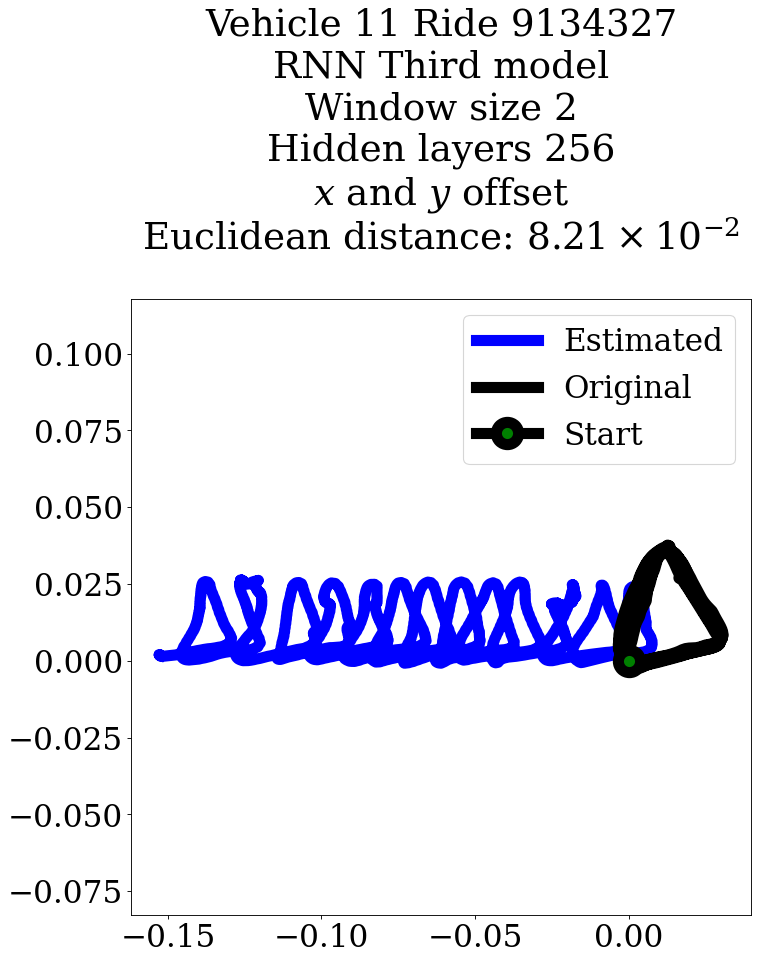 Vehicle 11 Ride 9134327
RNN Third model
Window size 2
Hidden layers 256
x and y offset
Euclidean distance: 8.21 × 10⁻²
Estimated
Original
Start
0.100
0.075
0.050
0.025
0.000
−0.025
−0.050
−0.075
−0.15 −0.10 −0.05 0.00